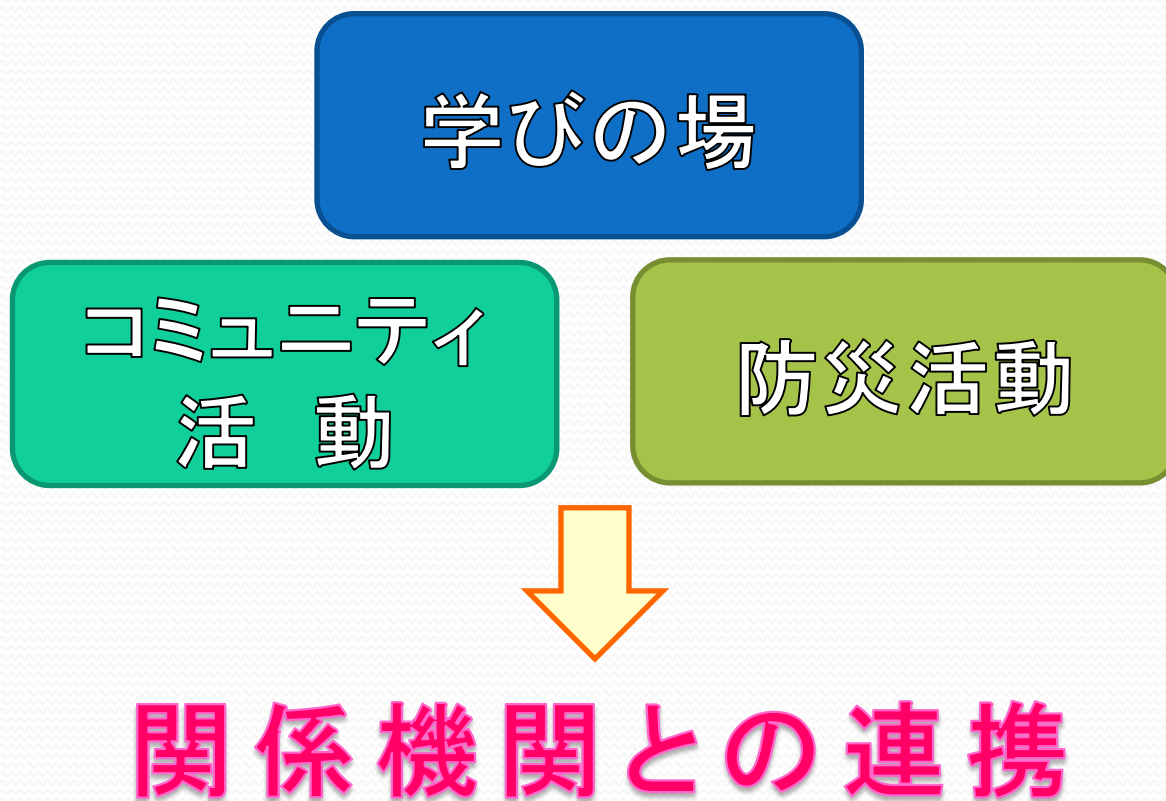 学びの場
コミュニティ
活　動
防災活動
関係機関との連携